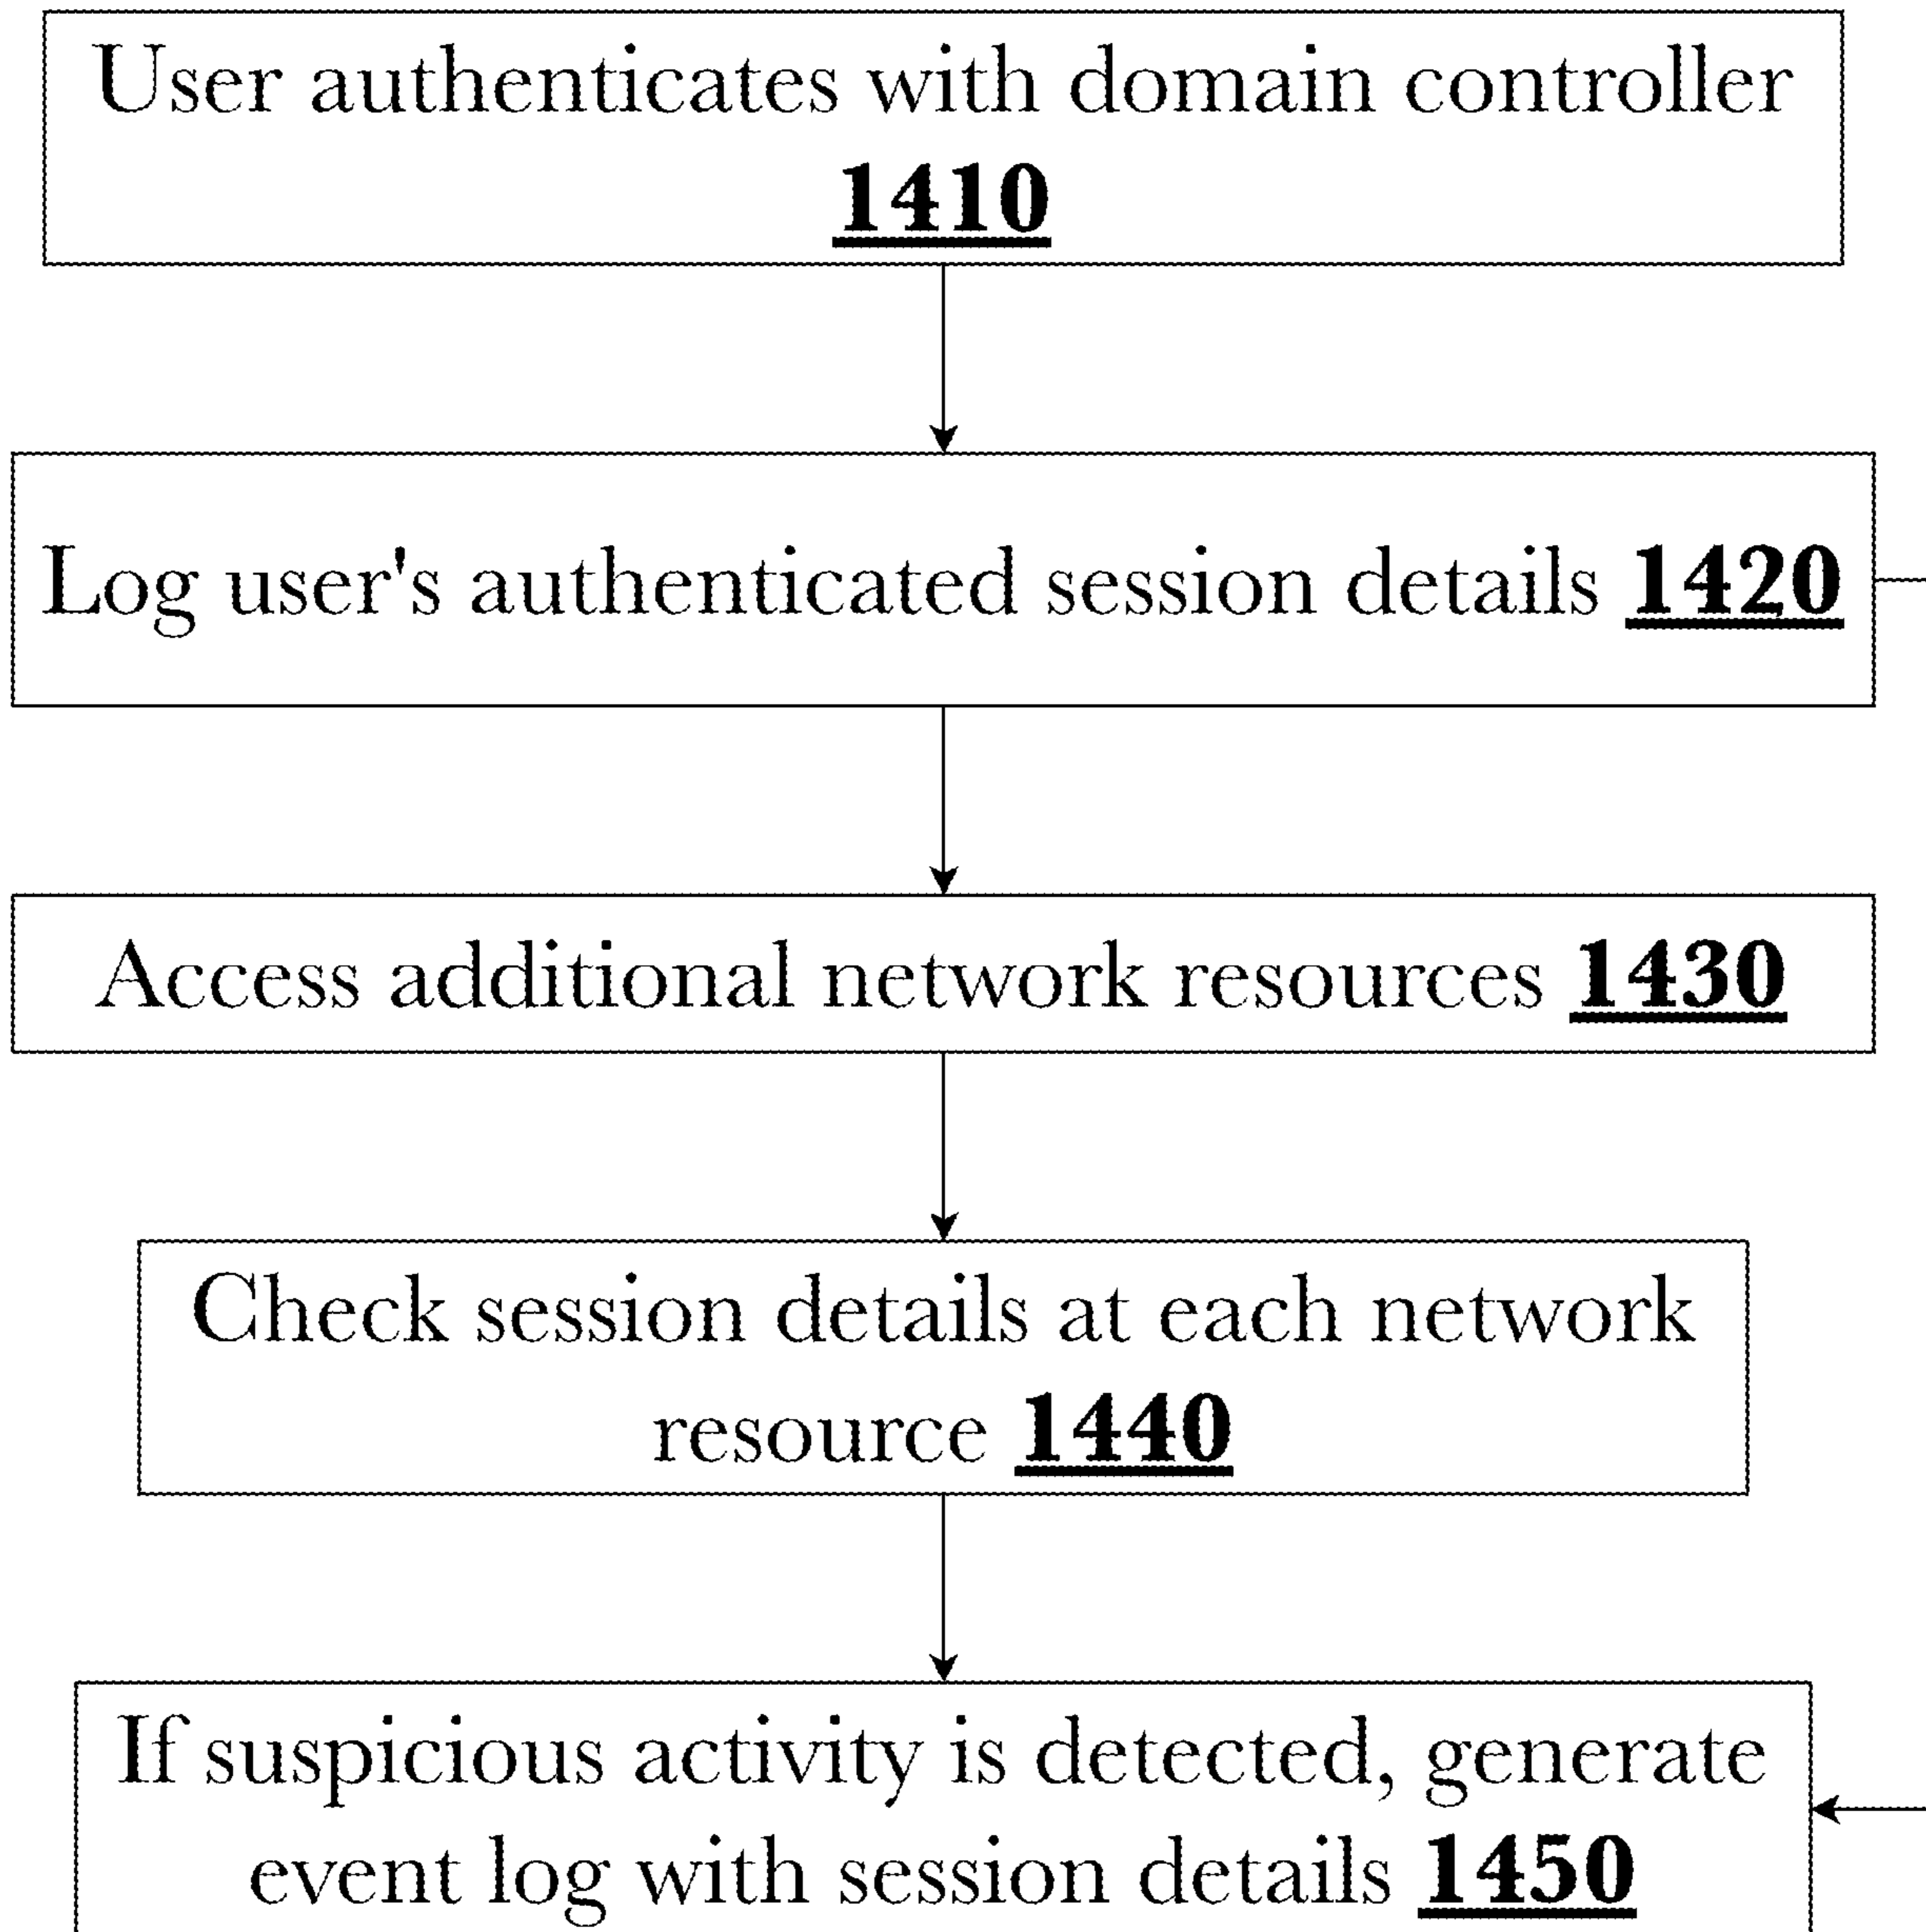 User authenticates with domain controller
1410
Log user's authenticated session details 1420
Access additional network resources 1430
Check session details at each network
resource 1440
If suspicious activity is detected, generate
event log with session details 1450